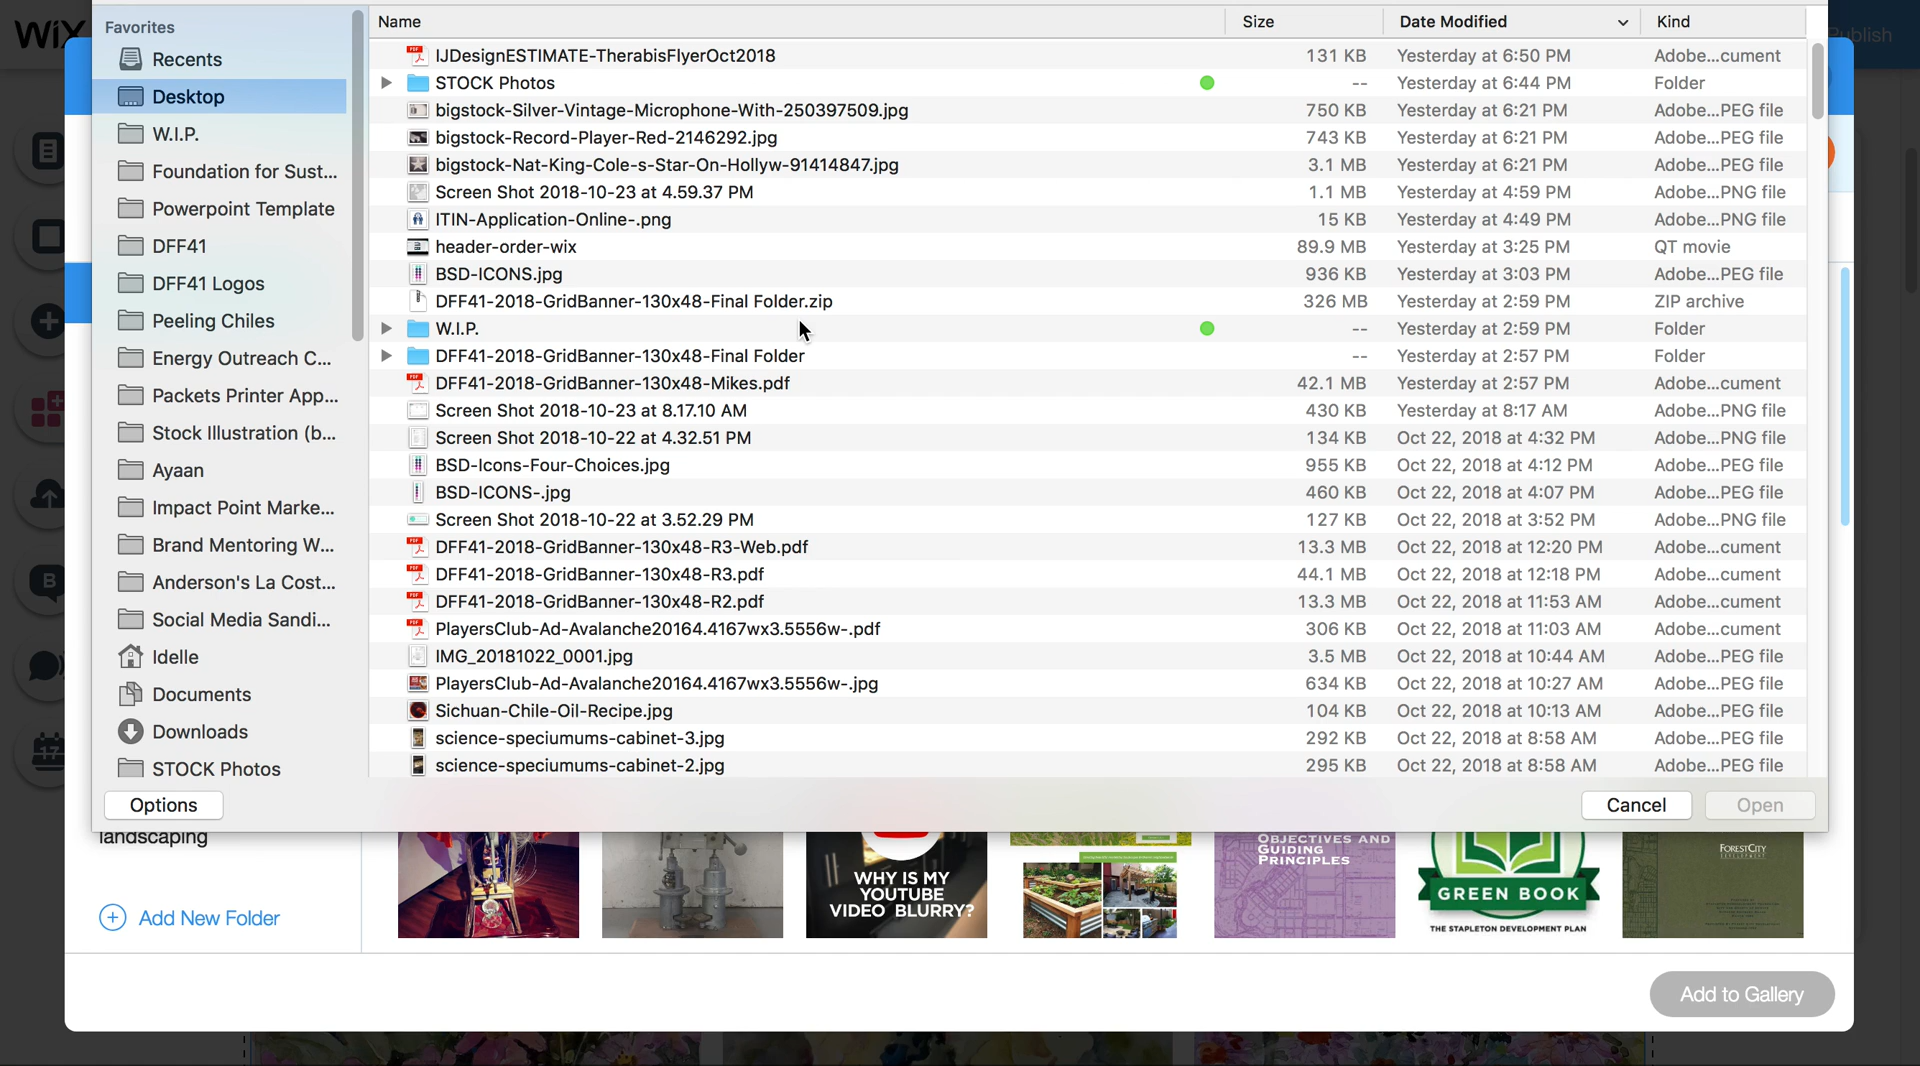 WiX
Publish
Favorites
Recents
Desktop
W.I.P.
Foundation for Sust...
Powerpoint Template
DFF41
DFF41 Logos
Peeling Chiles
Energy Outreach C...
Packets Printer App...
Stock Illustration (b...
Ayaan
Impact Point Marke...
Brand Mentoring W...
Anderson's La Cost...
Social Media Sandi...
Idelle
Documents
Downloads
STOCK Photos
Name Size Date Modified Kind
IJDesignESTIMATE-TherabisFlyerOct2018 131 KB Yesterday at 6:50 PM Adobe...cument
STOCK Photos -- Yesterday at 6:44 PM Folder
bigstock-Silver-Vintage-Microphone-With-250397509.jpg 750 KB Yesterday at 6:21 PM Adobe...PEG file
bigstock-Record-Player-Red-2146292.jpg 743 KB Yesterday at 6:21 PM Adobe...PEG file
bigstock-Nat-King-Cole-s-Star-On-Hollyw-91414847.jpg 3.1 MB Yesterday at 6:21 PM Adobe...PEG file
Screen Shot 2018-10-23 at 4.59.37 PM 1.1 MB Yesterday at 4:59 PM Adobe...PNG file
ITIN-Application-Online-.png 15 KB Yesterday at 4:49 PM Adobe...PNG file
header-order-wix 89.9 MB Yesterday at 3:25 PM QT movie
BSD-ICONS.jpg 936 KB Yesterday at 3:03 PM Adobe...PEG file
DFF41-2018-GridBanner-130x48-Final Folder.zip 326 MB Yesterday at 2:59 PM ZIP archive
W.I.P. -- Yesterday at 2:59 PM Folder
DFF41-2018-GridBanner-130x48-Final Folder -- Yesterday at 2:57 PM Folder
DFF41-2018-GridBanner-130x48-Mikes.pdf 42.1 MB Yesterday at 2:57 PM Adobe...cument
Screen Shot 2018-10-23 at 8.17.10 AM 430 KB Yesterday at 8:17 AM Adobe...PNG file
Screen Shot 2018-10-22 at 4.32.51 PM 134 KB Oct 22, 2018 at 4:32 PM Adobe...PNG file
BSD-Icons-Four-Choices.jpg 955 KB Oct 22, 2018 at 4:12 PM Adobe...PEG file
BSD-ICONS-.jpg 460 KB Oct 22, 2018 at 4:07 PM Adobe...PEG file
Screen Shot 2018-10-22 at 3.52.29 PM 127 KB Oct 22, 2018 at 3:52 PM Adobe...PNG file
DFF41-2018-GridBanner-130x48-R3-Web.pdf 13.3 MB Oct 22, 2018 at 12:20 PM Adobe...cument
DFF41-2018-GridBanner-130x48-R3.pdf 44.1 MB Oct 22, 2018 at 12:18 PM Adobe...cument
DFF41-2018-GridBanner-130x48-R2.pdf 13.3 MB Oct 22, 2018 at 11:53 AM Adobe...cument
PlayersClub-Ad-Avalanche20164.4167wx3.5556w-.pdf 306 KB Oct 22, 2018 at 11:03 AM Adobe...cument
IMG_20181022_0001.jpg 3.5 MB Oct 22, 2018 at 10:44 AM Adobe...PEG file
PlayersClub-Ad-Avalanche20164.4167wx3.5556w-.jpg 634 KB Oct 22, 2018 at 10:27 AM Adobe...PEG file
Sichuan-Chile-Oil-Recipe.jpg 104 KB Oct 22, 2018 at 10:13 AM Adobe...PEG file
science-speciumums-cabinet-3.jpg 292 KB Oct 22, 2018 at 8:58 AM Adobe...PEG file
science-speciumums-cabinet-2.jpg 295 KB Oct 22, 2018 at 8:58 AM Adobe...PEG file
B
17
Options Cancel Open
landscaping
Add New Folder
WHY IS MY
YOUTUBE
VIDEO BLURRY?
OBJECTIVES AND
GUIDING
PRINCIPLES
GREEN BOOK
THE STAPLETON DEVELOPMENT PLAN
FOREST CITY
DEVELOPMENT
Add to Gallery